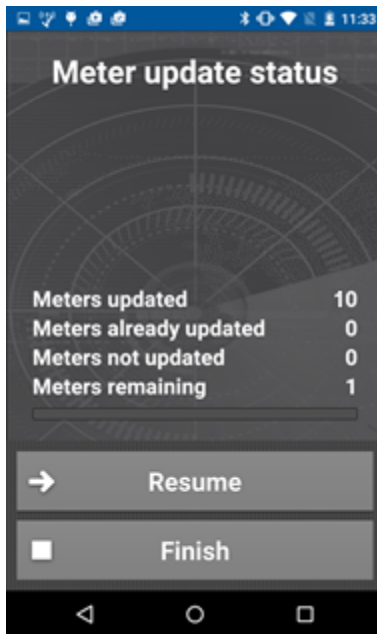 11:33
Meter update status
Meters updated 10
Meters already updated 0
Meters not updated 0
Meters remaining 1
Resume
Finish